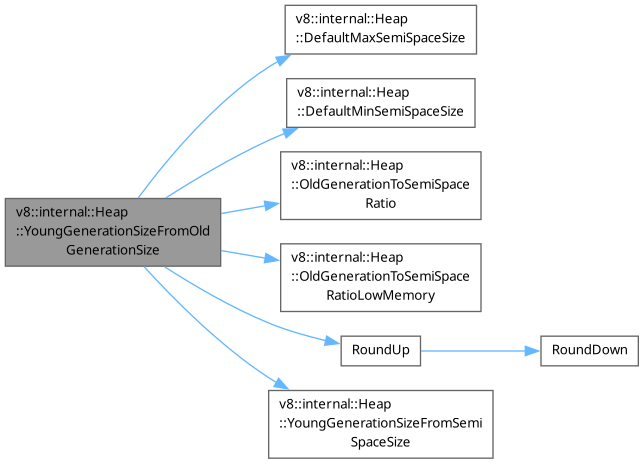 v8::internal::Heap
::DefaultMaxSemiSpaceSize
v8::internal::Heap
::DefaultMinSemiSpaceSize
v8::internal::Heap
::OldGenerationToSemiSpace
Ratio
v8::internal::Heap
::YoungGenerationSizeFromOld
GenerationSize
v8::internal::Heap
::OldGenerationToSemiSpace
RatioLowMemory
RoundUp
RoundDown
v8::internal::Heap
::YoungGenerationSizeFromSemi
SpaceSize